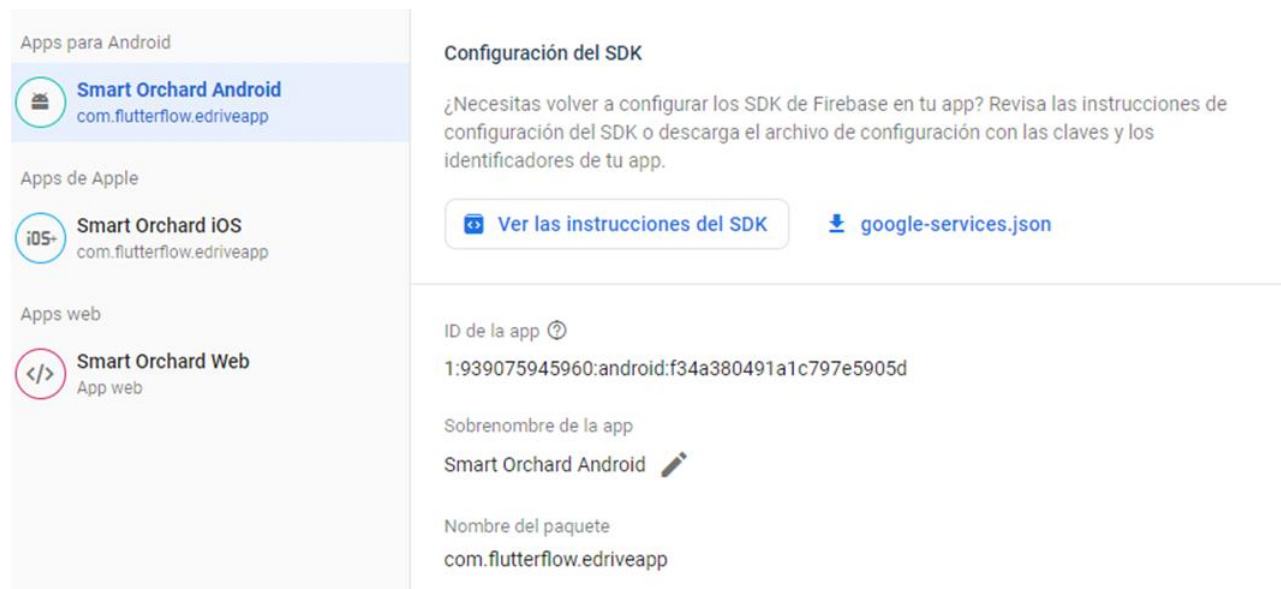 Apps para Android
Smart Orchard Android
com.flutterflow.edriveapp
Apps de Apple
iOS+
Smart Orchard iOS
com.flutterflow.edriveapp
Apps web
</>
Smart Orchard Web
App web
Configuración del SDK
¿Necesitas volver a configurar los SDK de Firebase en tu app? Revisa las instrucciones de
configuración del SDK o descarga el archivo de configuración con las claves y los
identificadores de tu app.
Ver las instrucciones del SDK
google-services.json
ID de la app
1:939075945960:android:f34a380491a1c797e5905d
Sobrenombre de la app
Smart Orchard Android
Nombre del paquete
com.flutterflow.edriveapp